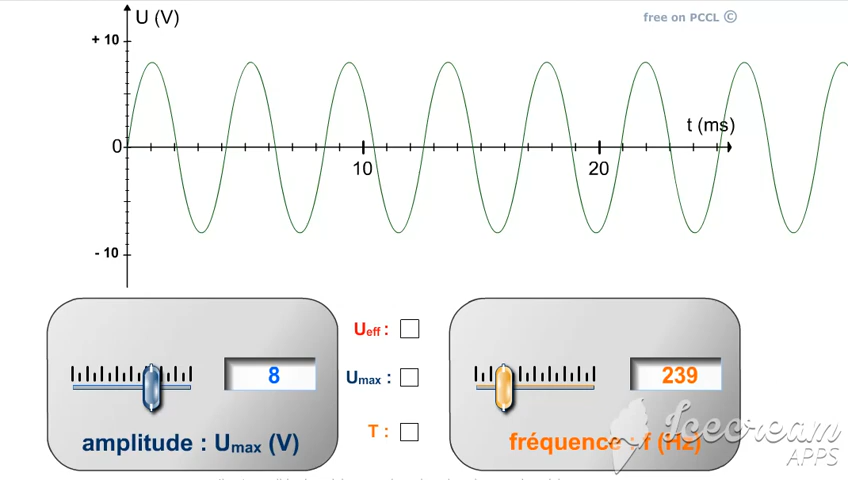 U (V)
free on PCCL ©
+ 10
t (ms)
0
10
20
- 10
Ueff :
Umax :
T :
8
239
amplitude : Umax (V)
fréquence : f (Hz)
Icecream
APPS